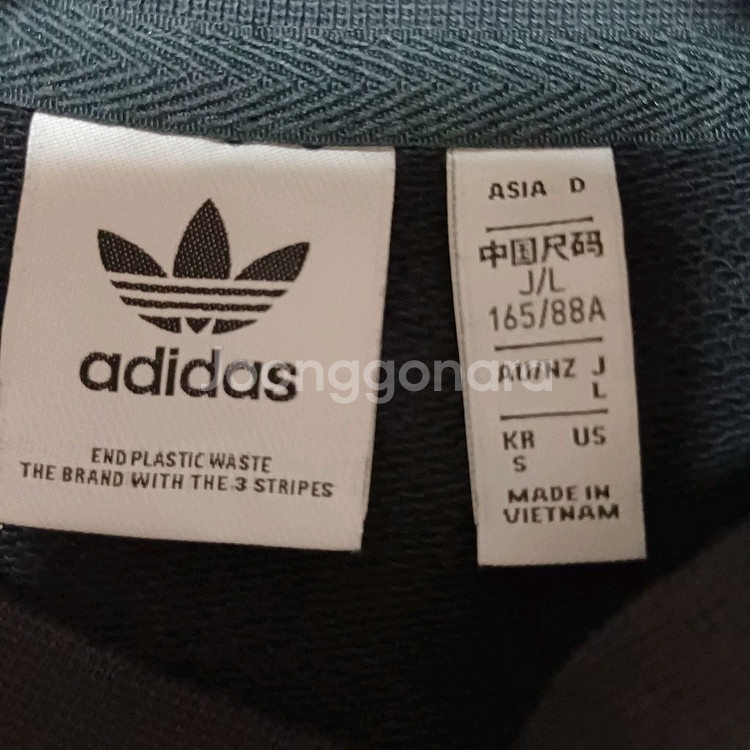 adidas
END PLASTIC WASTE
THE BRAND WITH THE 3 STRIPES
ASIA D
中国尺码
J/L
165/88A
AU/NZ J
L
KR US
S
MADE IN
VIETNAM
Joonggonara